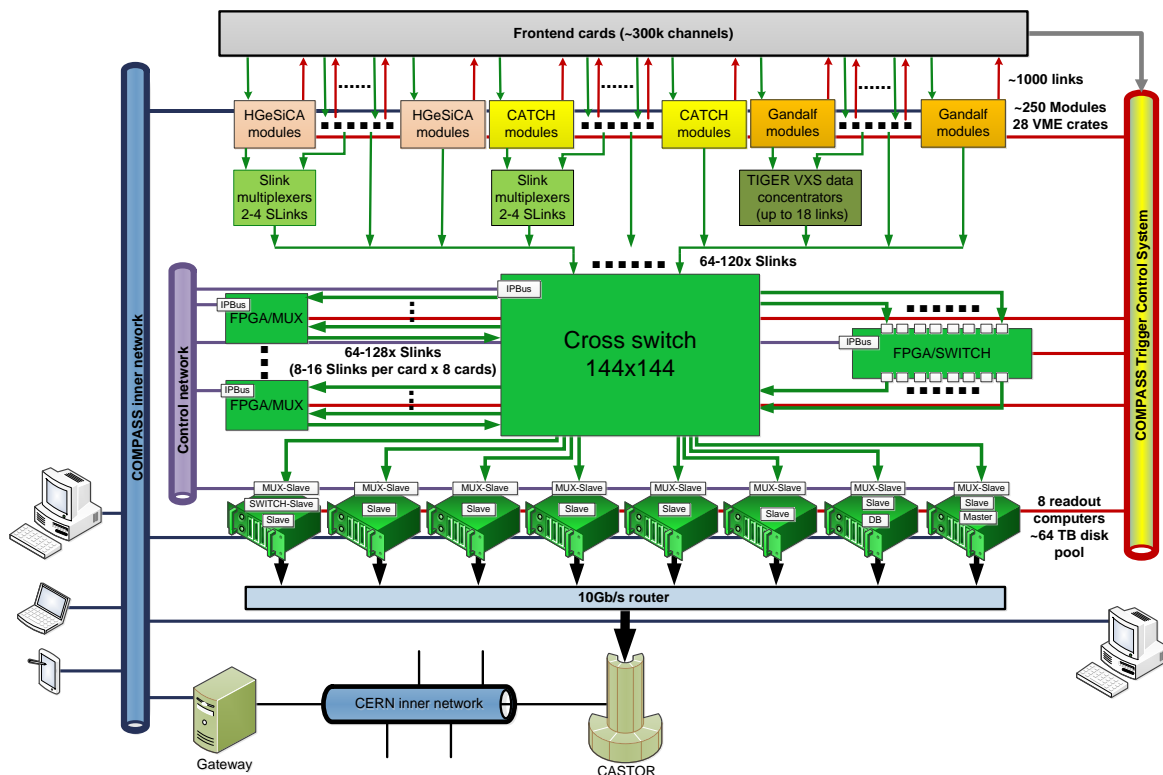 Frontend cards (~300k channels)
~1000 links
HGeSiCA
modules
HGeSiCA
modules
CATCH
modules
CATCH
modules
Gandalf
modules
Gandalf
modules
~250 Modules
28 VME crates
Slink
multiplexers
2-4 SLinks
Slink
multiplexers
2-4 SLinks
TIGER VXS data
concentrators
(up to 18 links)
64-120x Slinks
COMPASS inner network
Control network
COMPASS Trigger Control System
IPBus
IPBus
FPGA/MUX
Cross switch
144x144
IPBus
FPGA/SWITCH
64-128x Slinks
(8-16 Slinks per card x 8 cards)
IPBus
FPGA/MUX
MUX-Slave
SWITCH-Slave
Slave
MUX-Slave
Slave
MUX-Slave
Slave
MUX-Slave
Slave
MUX-Slave
Slave
MUX-Slave
Slave
MUX-Slave
Slave
DB
MUX-Slave
Slave
Master
8 readout
computers
~64 TB disk
pool
10Gb/s router
CERN inner network
Gateway
CASTOR